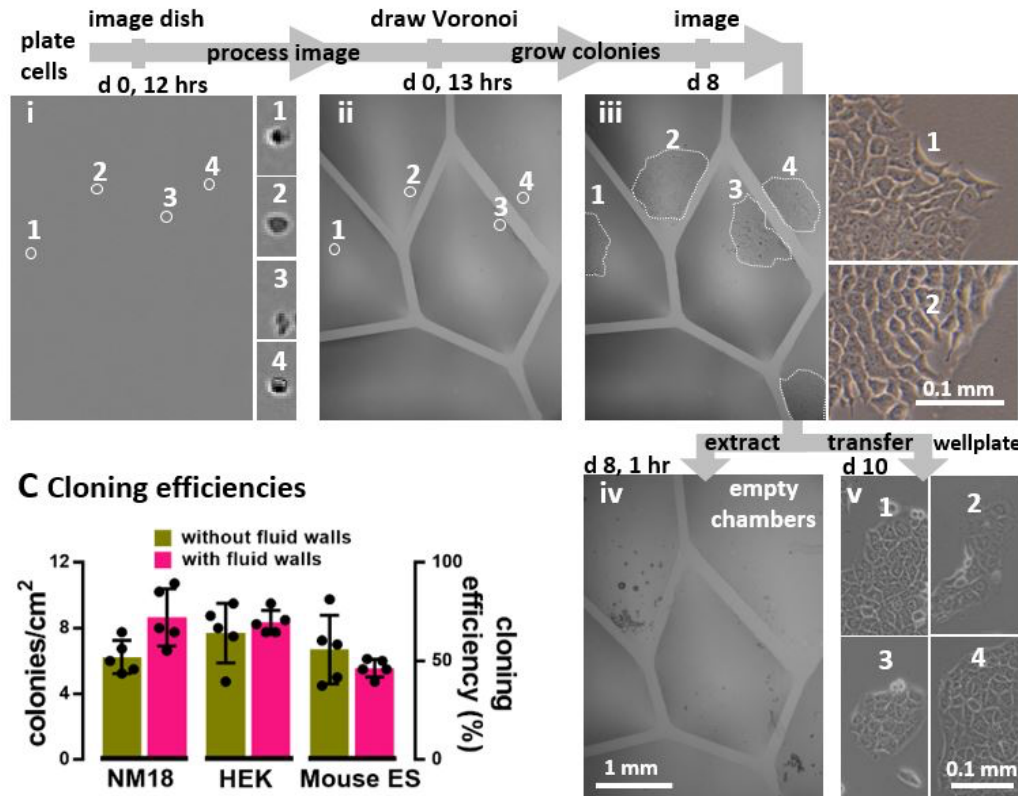 image dish
draw Voronoi
image
plate
cells
process image
grow colonies
d 0, 12 hrs
d 0, 13 hrs
d 8
i
1
2
3
4
1
2
3
4
ii
1
2
3
4
iii
1
2
3
4
1
2
0.1 mm
extract
transfer
wellplate
d 8, 1 hr
d 10
iv
empty
chambers
1 mm
v
1
2
3
4
0.1 mm
C Cloning efficiencies
without fluid walls
with fluid walls
colonies/cm²
12
8
4
0
100
50
0
cloning
efficiency (%)
NM18
HEK
Mouse ES